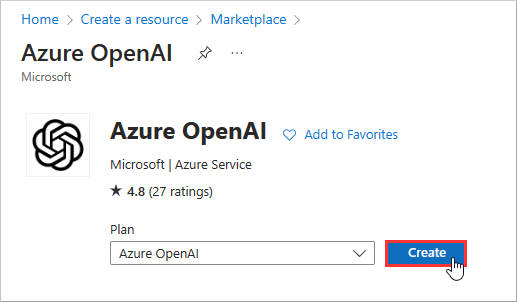 Home > Create a resource > Marketplace >
Azure OpenAI ...
Microsoft
Azure OpenAI
Add to Favorites
Microsoft | Azure Service
★ 4.8 (27 ratings)
Plan
Azure OpenAI
Create